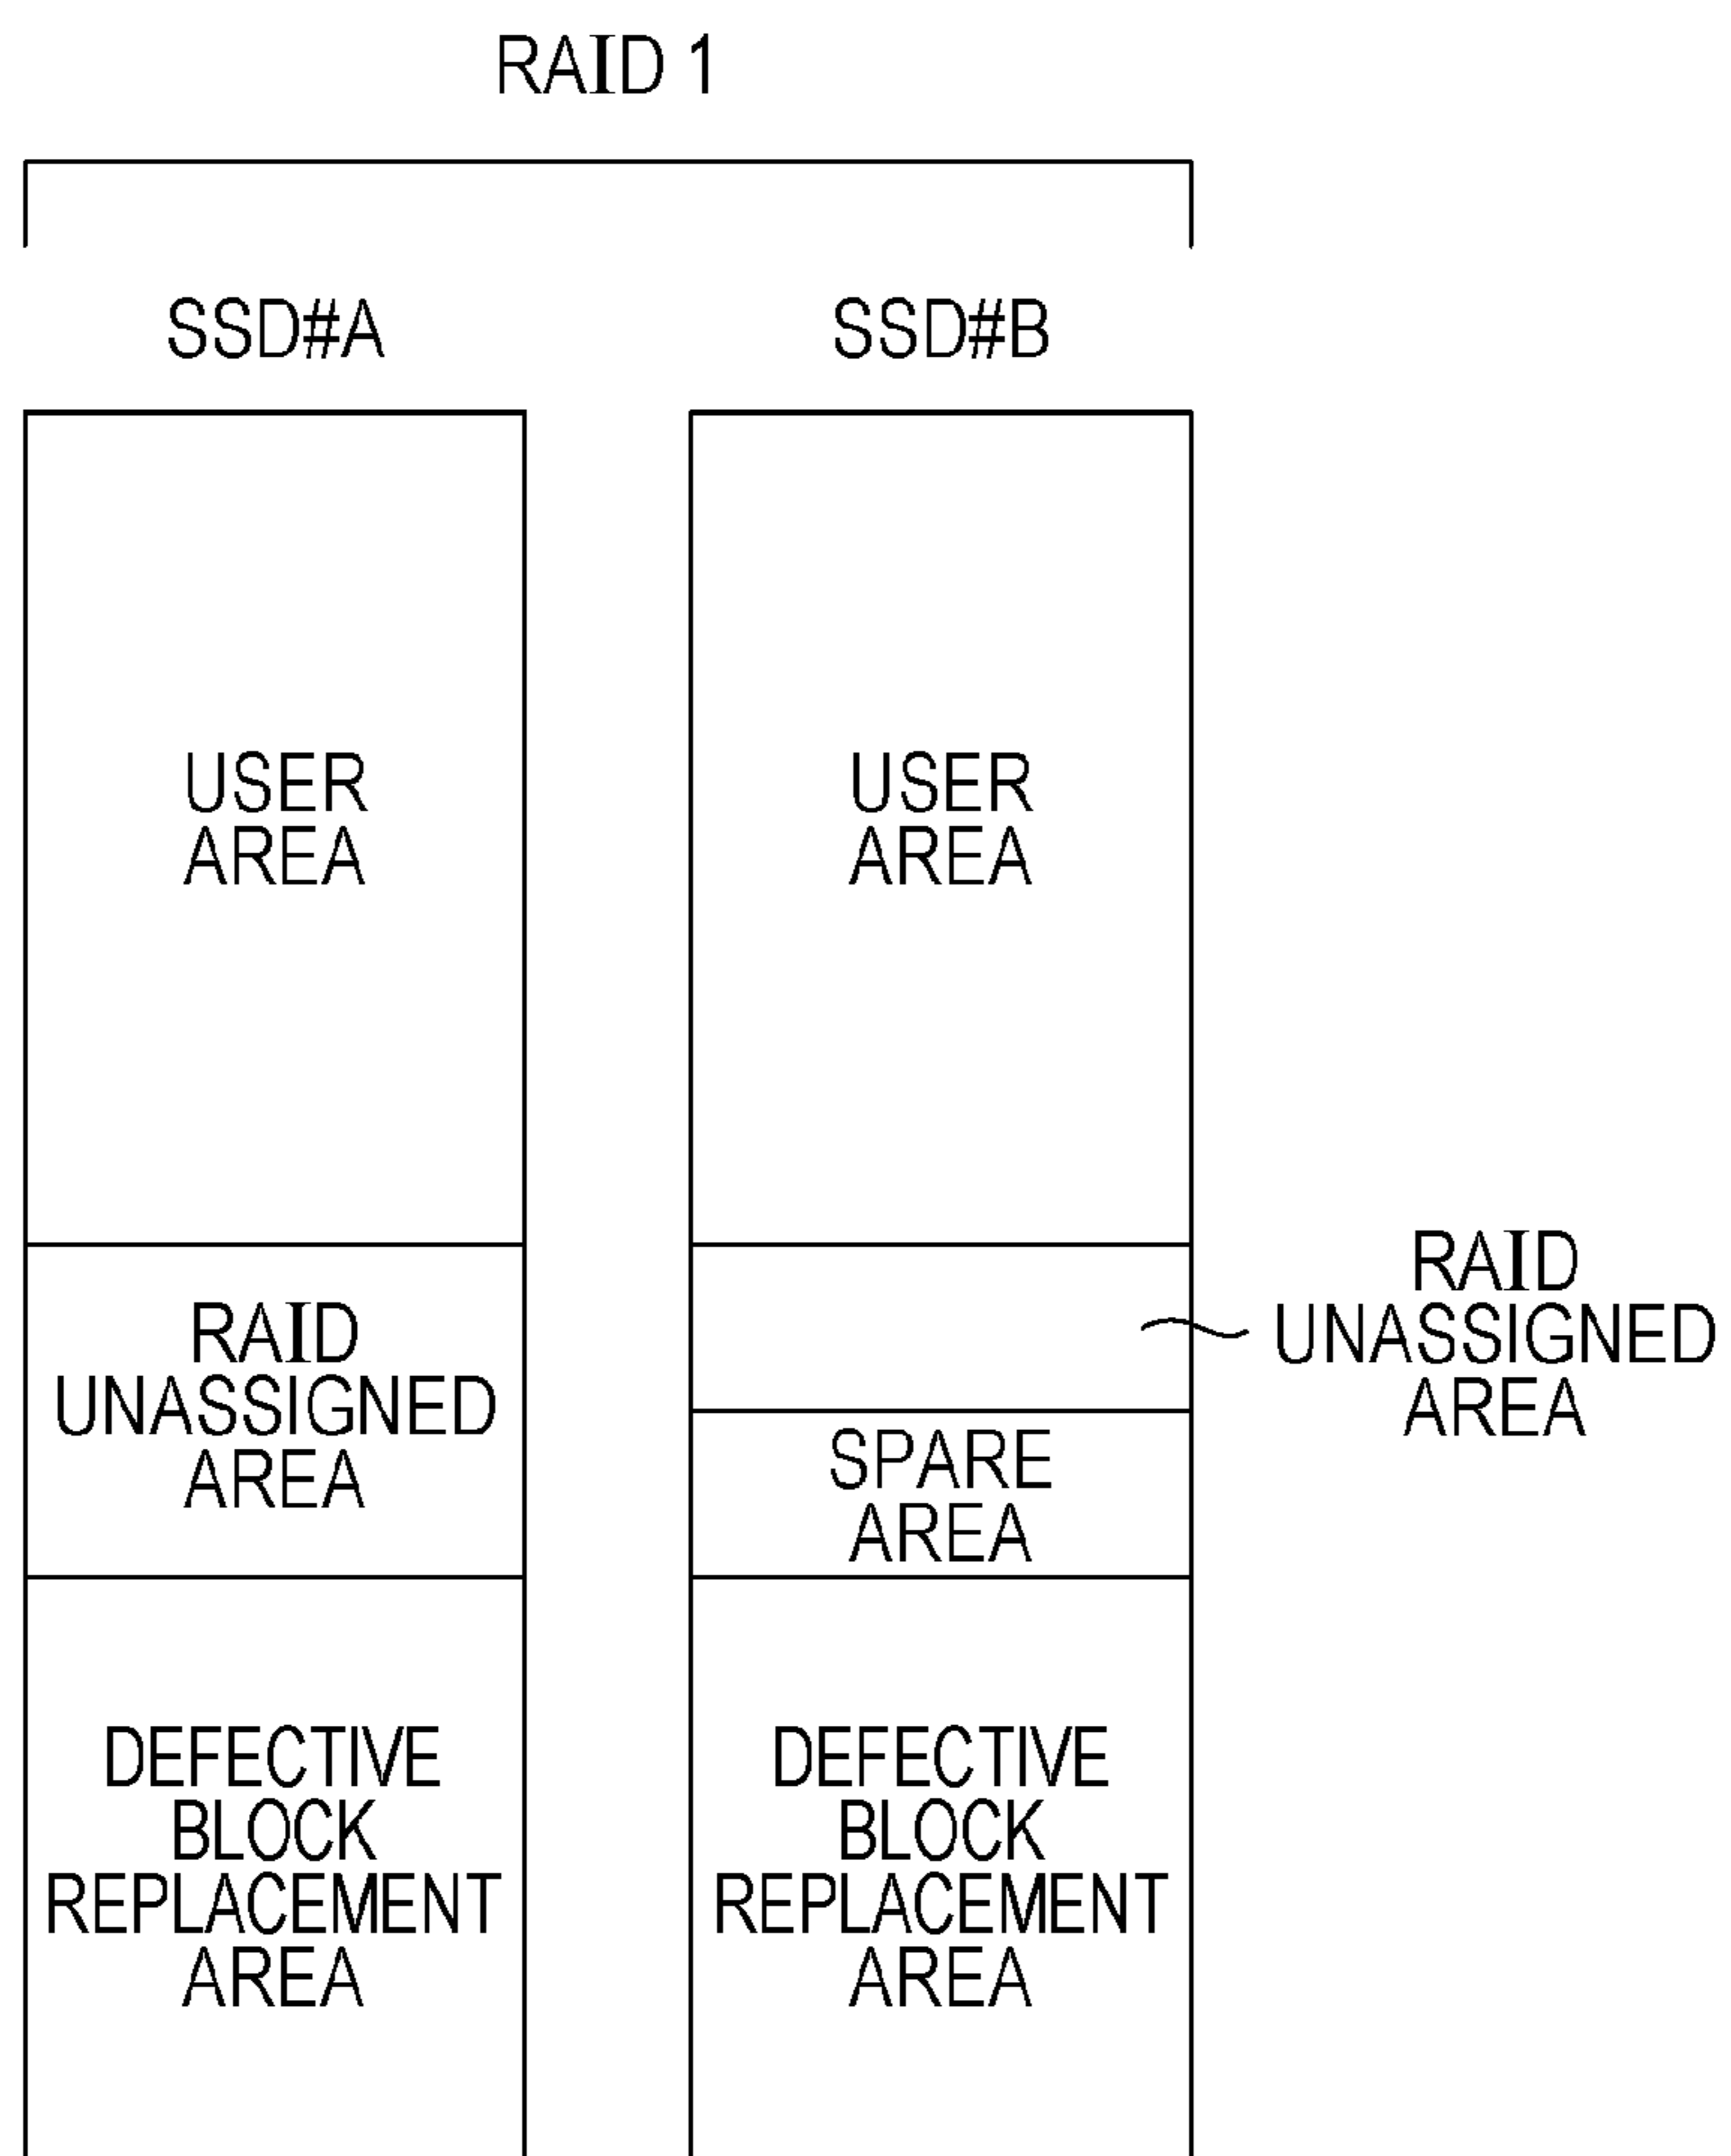 RAID 1
SSD#A
SSD#B
USER
AREA
USER
AREA
RAID
UNASSIGNED
AREA
RAID
UNASSIGNED
AREA
SPARE
AREA
DEFECTIVE
BLOCK
REPLACEMENT
AREA
DEFECTIVE
BLOCK
REPLACEMENT
AREA